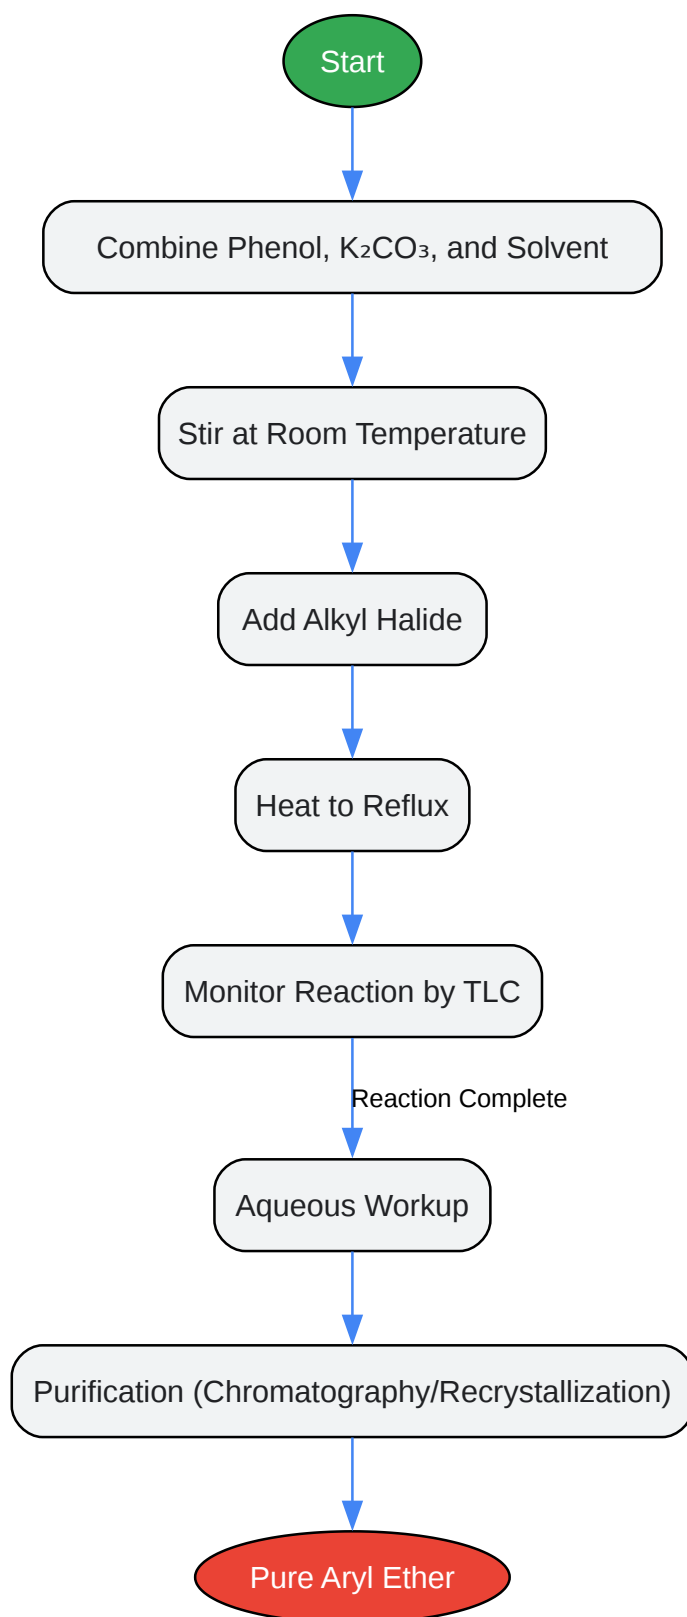 Start
Combine Phenol, K₂CO₃, and Solvent
Stir at Room Temperature
Add Alkyl Halide
Heat to Reflux
Monitor Reaction by TLC
Reaction Complete
Aqueous Workup
Purification (Chromatography/Recrystallization)
Pure Aryl Ether